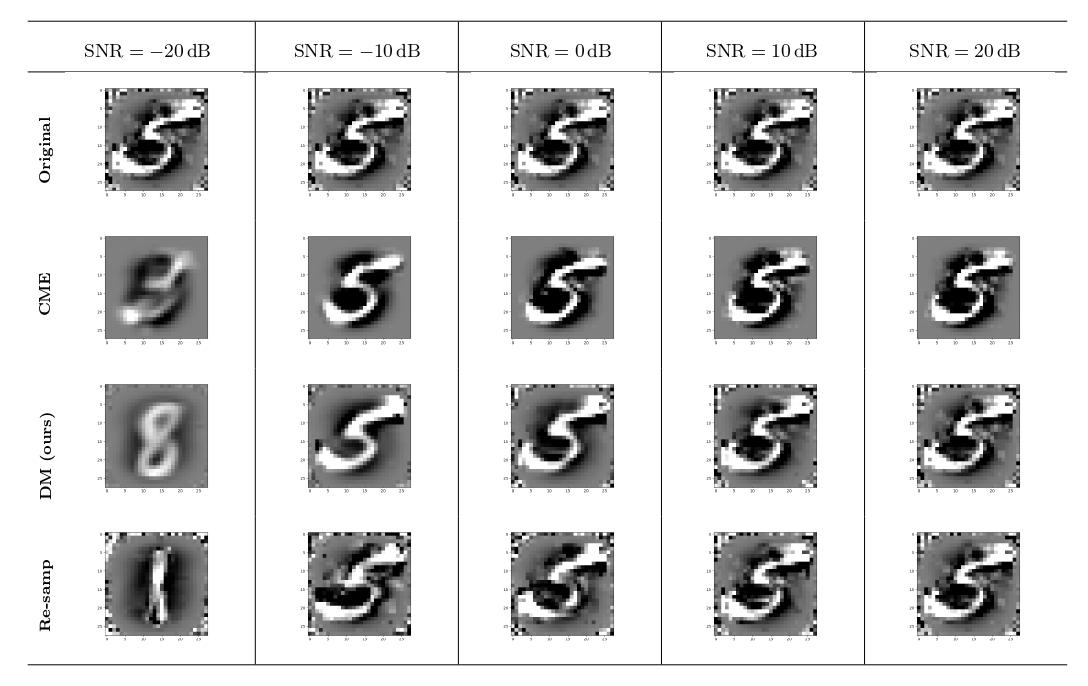 SNR = −20 dB SNR = −10 dB SNR = 0 dB SNR = 10 dB SNR = 20 dB
Original
CME
DM (ours)
Re-samp